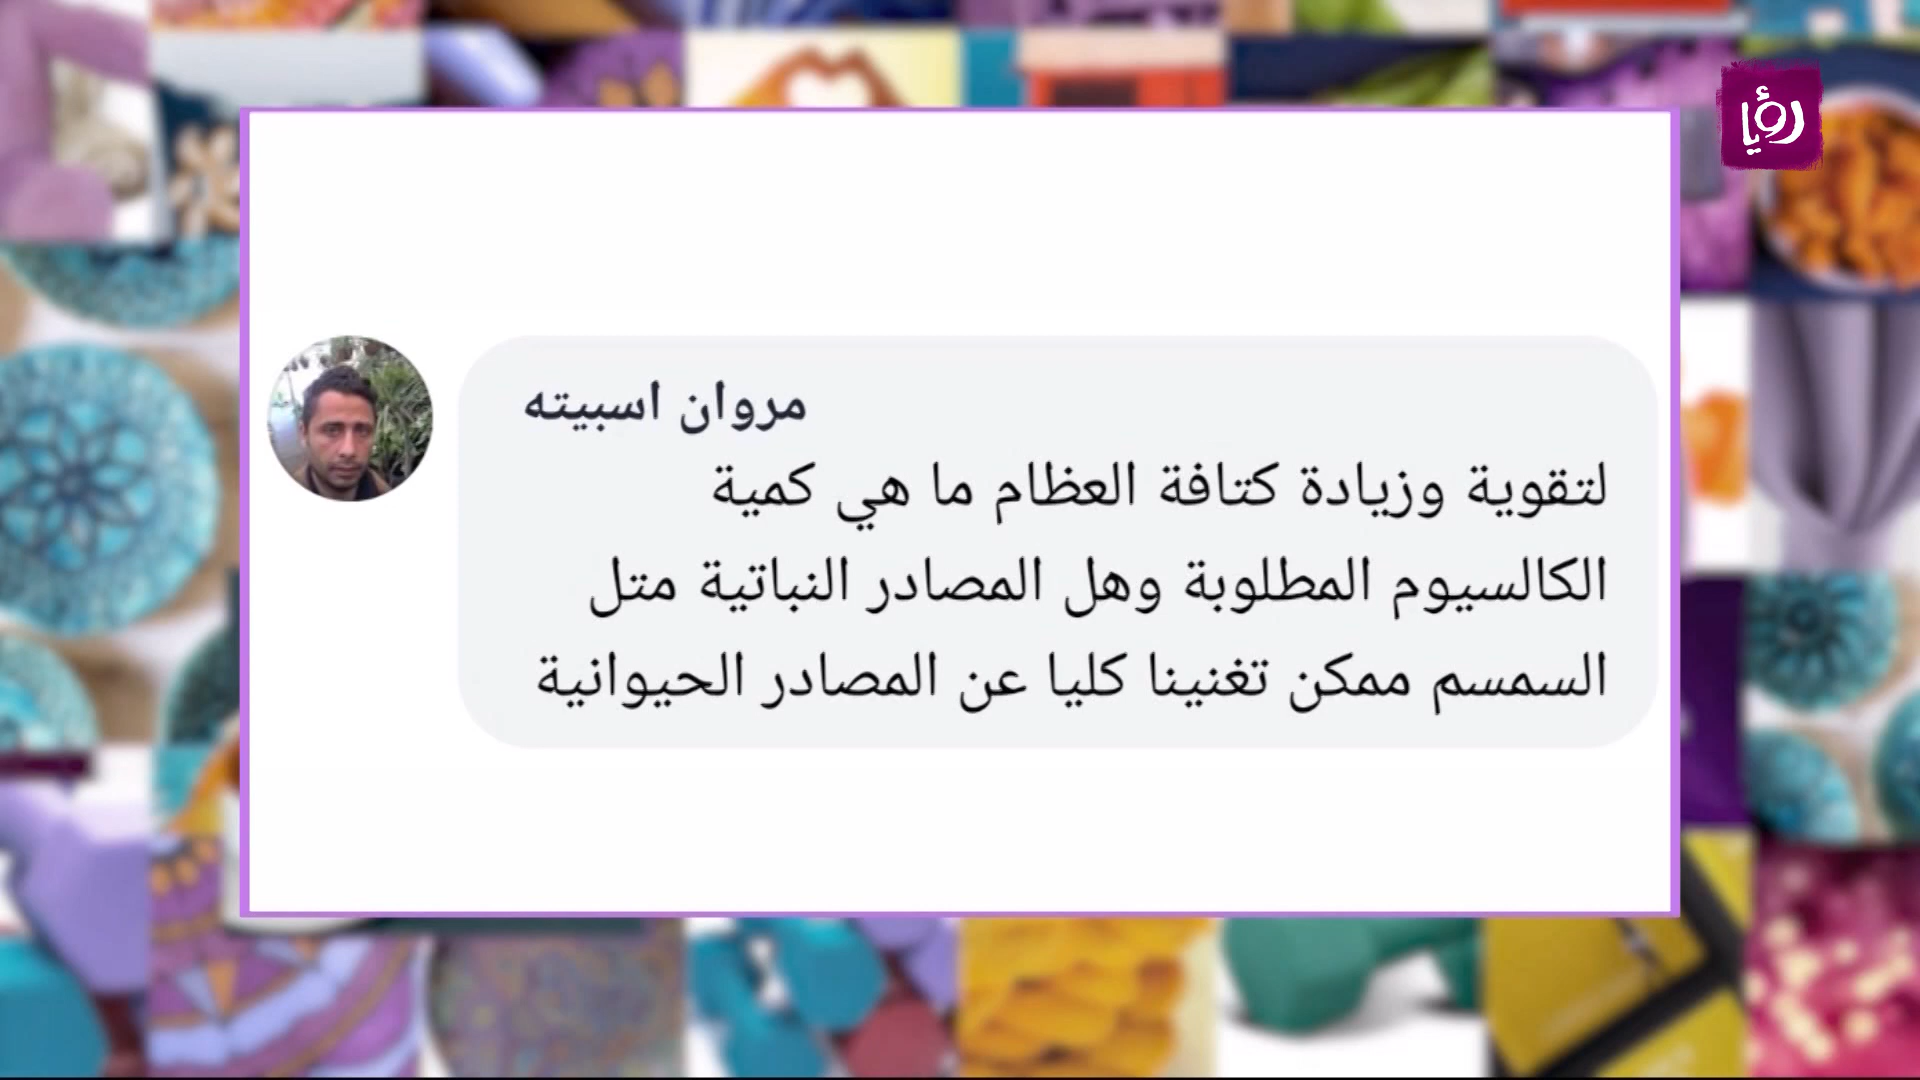 رؤيا
مروان اسبيته
لتقوية وزيادة كتافة العظام ما هي كمية
الكالسيوم المطلوبة وهل المصادر النباتية متل
السمسم ممكن تغنينا كليا عن المصادر الحيوانية